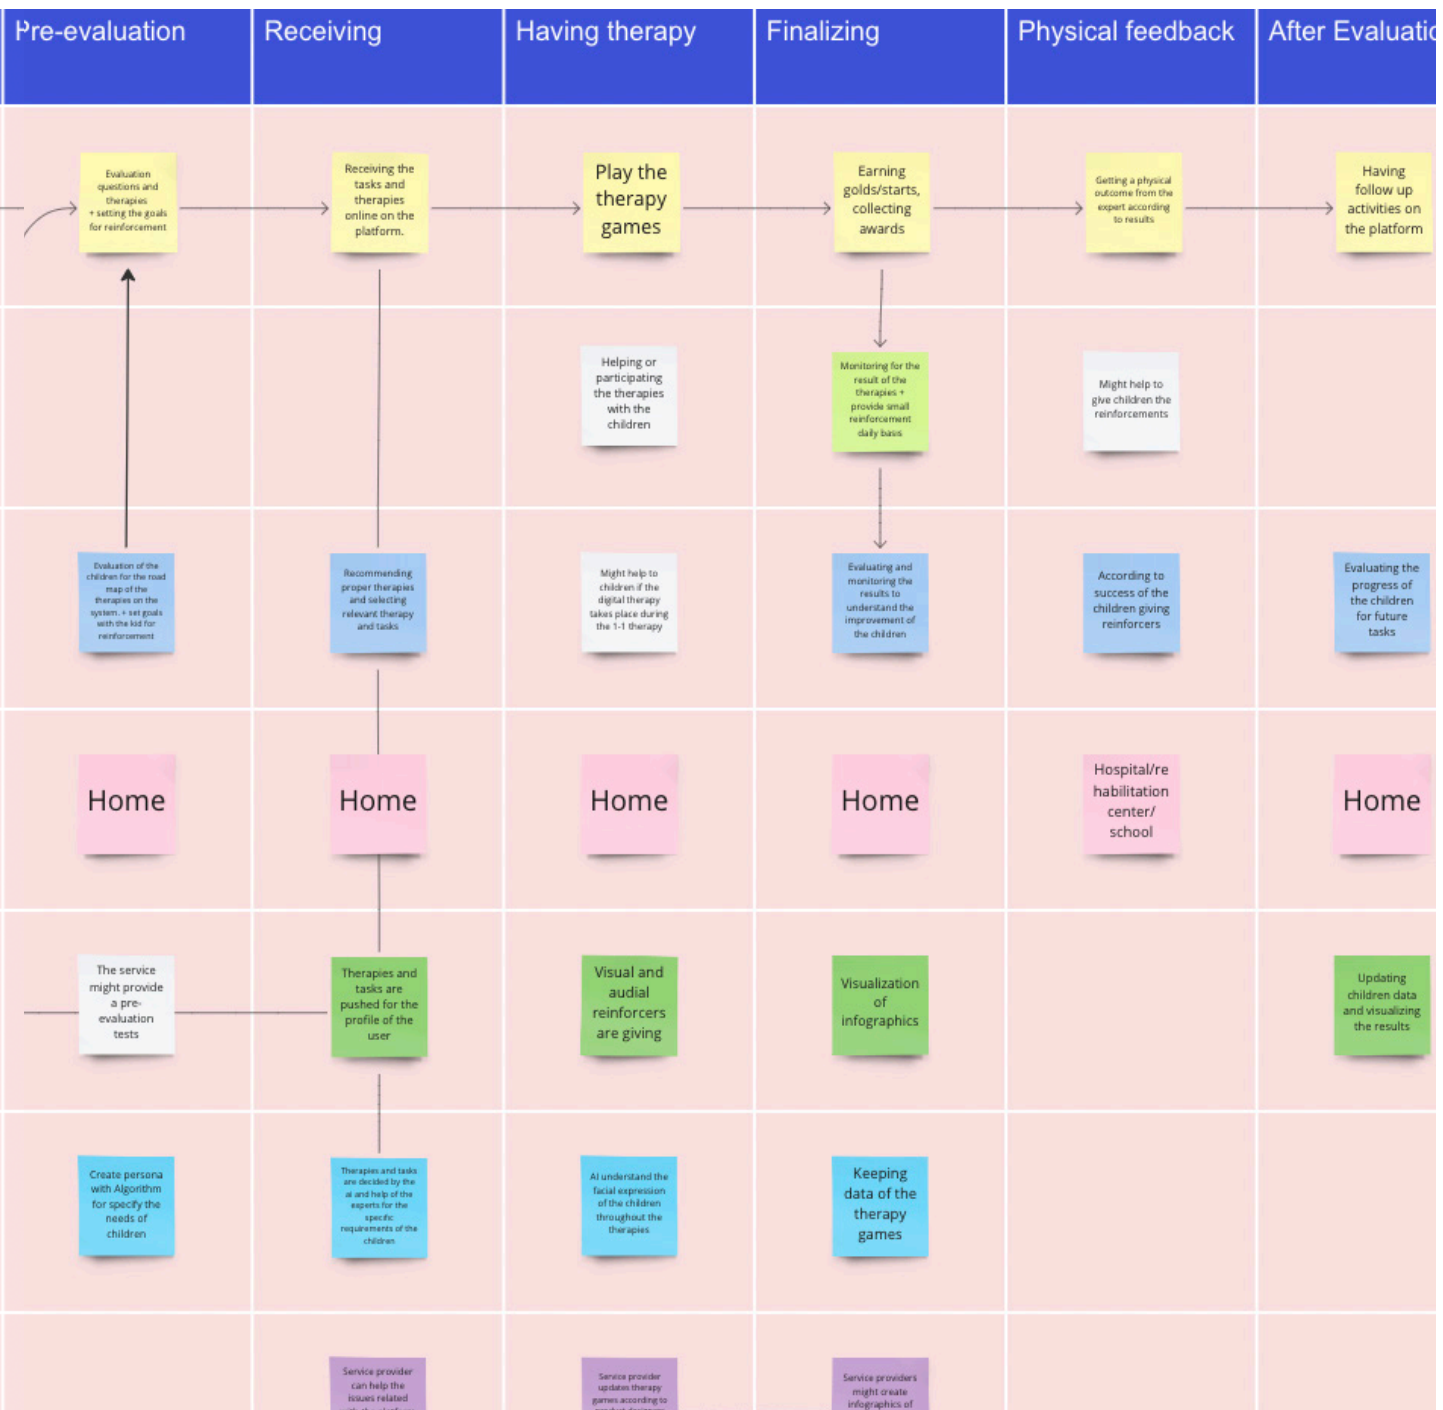 Pre-evaluation
Receiving
Having therapy
Finalizing
Physical feedback
After Evaluatio
Evaluation
questions and
therapies
+ setting the goals
for reinforcement
Receiving the
tasks and
therapies
online on the
platform.
Play the
therapy
games
Earning
golds/starts,
collecting
awards
Getting a physical
outcome from the
expert according
to results
Having
follow up
activities on
the platform
Helping or
participating
the therapies
with the
children
Monitoring for the
result of the
therapies +
provide small
reinforcement
daily basis
Might help to
give children the
reinforcements
Evaluation of the
children for the road
map of the
therapies on the
system. + set goals
with the kid for
reinforcement
Recommending
proper therapies
and selecting
relevant therapy
and tasks
Might help to
children if the
digital therapy
takes place during
the 1-1 therapy
Evaluating and
monitoring the
results to
understand the
improvement of
the children
According to
success of the
children giving
reinforcers
Evaluating the
progress of
the children
for future
tasks
Home
Home
Home
Home
Hospital/re
habilitation
center/
school
Home
The service
might provide
a pre-
evaluation
tests
Therapies and
tasks are
pushed for the
profile of the
user
Visual and
audial
reinforcers
are giving
Visualization
of
infographics
Updating
children data
and visualizing
the results
Create persona
with Algorithm
for specify the
needs of
children
Therapies and tasks
are decided by the
ai and help of the
experts for the
specific
requirements of the
children
AI understand the
facial expression
of the children
throughout the
therapies
Keeping
data of the
therapy
games
Service provider
can help the
issues related
Service provider
updates therapy
games according to
Service providers
might create
infographics of